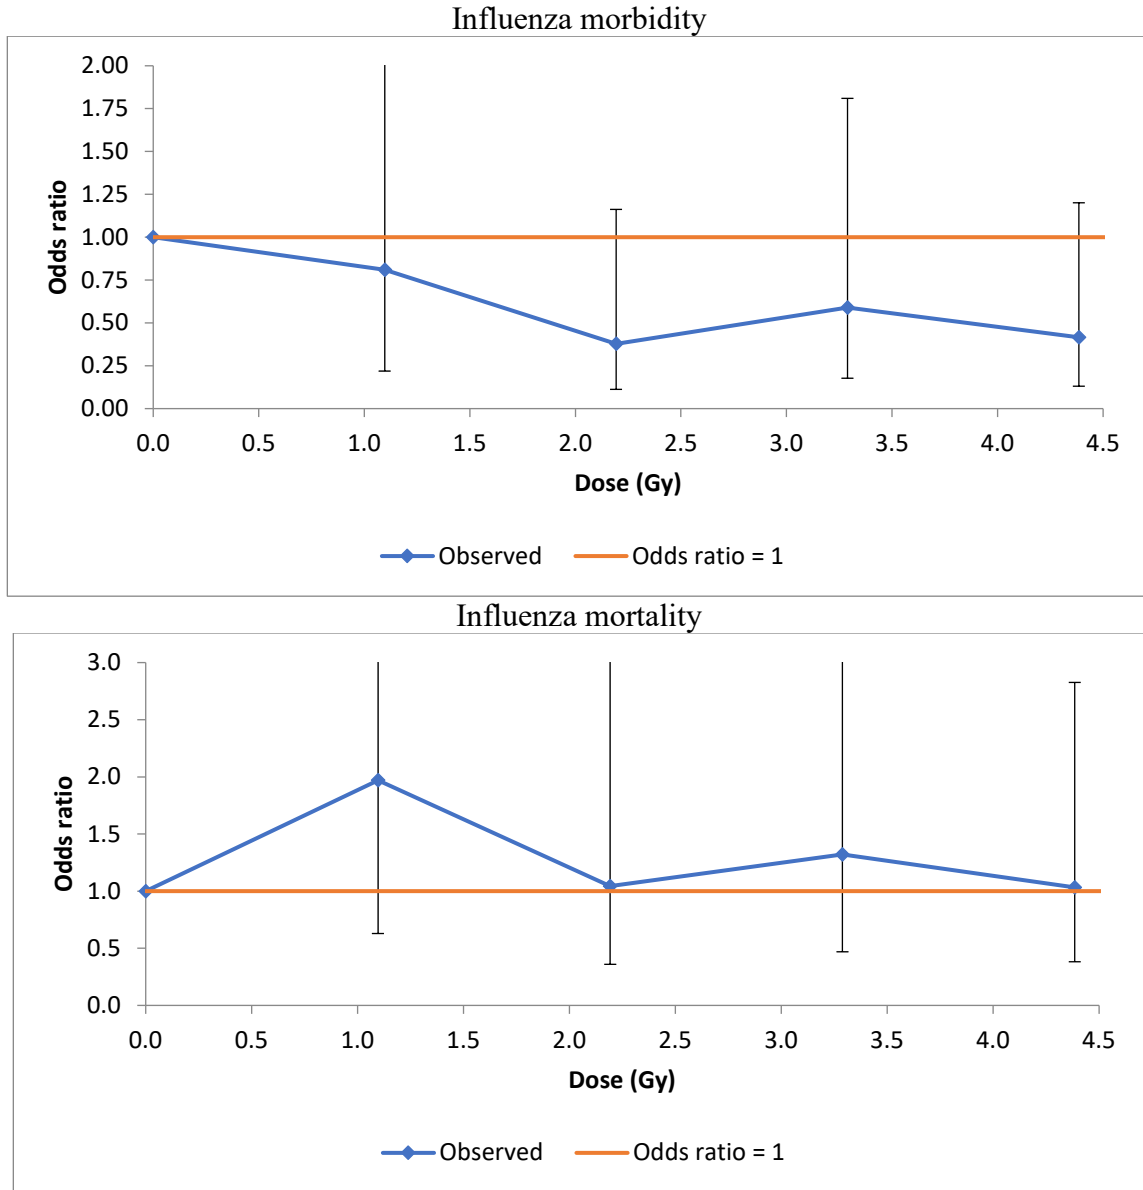 Influenza morbidity
2.00
1.75
1.50
1.25
1.00
0.75
0.50
0.25
0.00
Odds ratio
0.0 0.5 1.0 1.5 2.0 2.5 3.0 3.5 4.0 4.5
Dose (Gy)
Observed Odds ratio = 1
Influenza mortality
3.0
2.5
2.0
1.5
1.0
0.5
0.0
Odds ratio
0.0 0.5 1.0 1.5 2.0 2.5 3.0 3.5 4.0 4.5
Dose (Gy)
Observed Odds ratio = 1